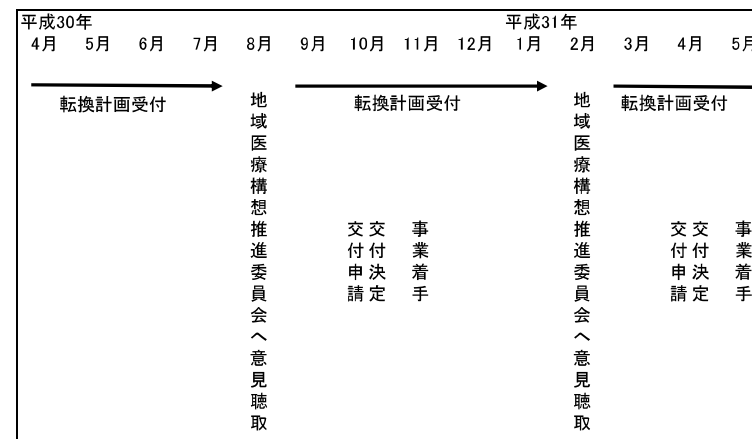 平成30年
平成31年
4月 5月 6月 7月 8月 9月 10月 11月 12月 1月 2月 3月 4月 5月
転換計画受付
地域医療構想推進委員会へ意見聴取
転換計画受付
交付申請
交付決定
事業着手
地域医療構想推進委員会へ意見聴取
転換計画受付
交付申請
交付決定
事業着手